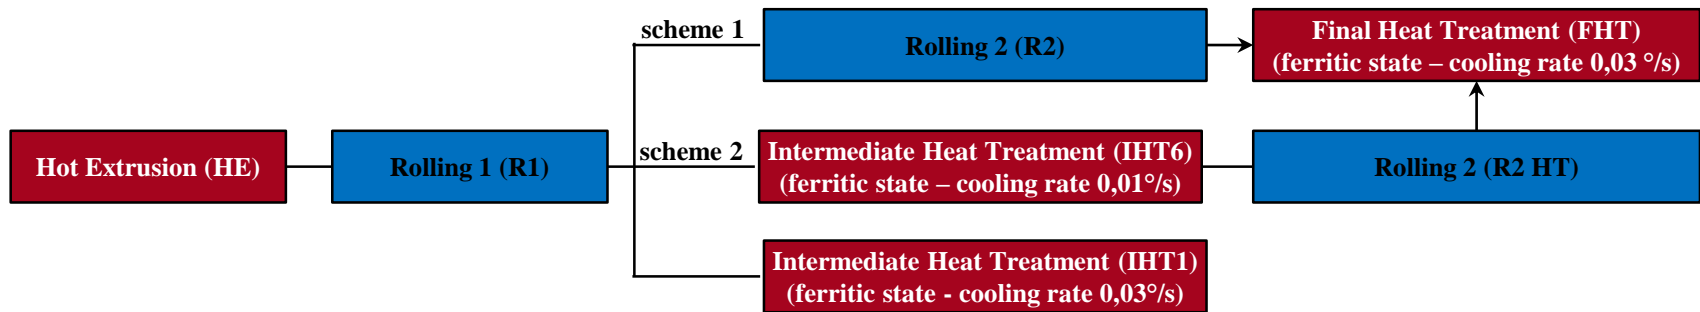 scheme 1
Rolling 2 (R2)
Final Heat Treatment (FHT)
(ferritic state – cooling rate 0,03 °/s)
Hot Extrusion (HE)
Rolling 1 (R1)
scheme 2
Intermediate Heat Treatment (IHT6)
(ferritic state – cooling rate 0,01°/s)
Rolling 2 (R2 HT)
Intermediate Heat Treatment (IHT1)
(ferritic state - cooling rate 0,03°/s)